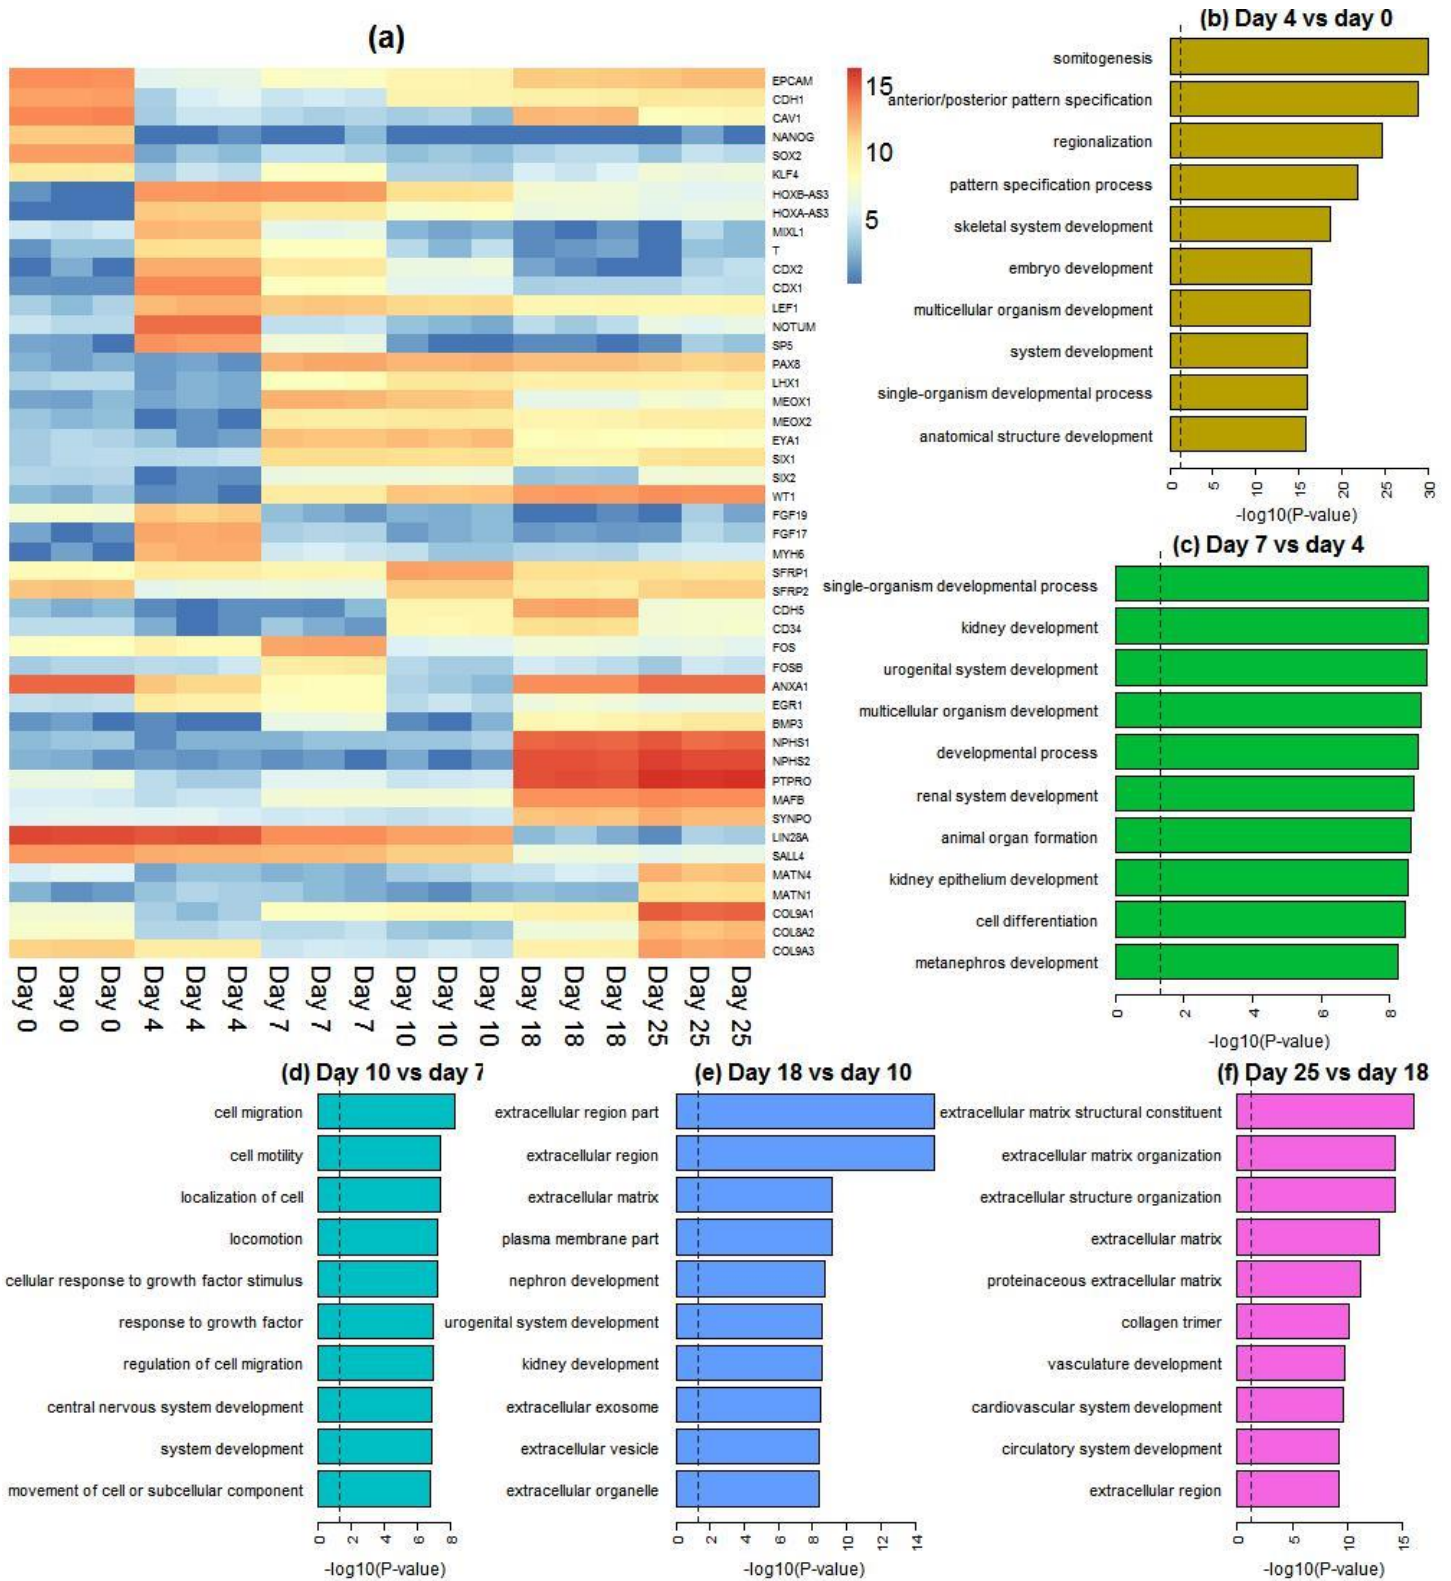 (a)
EPCAM
CDH1
CAV1
NANOG
SOX2
KLF4
HOXB-AS3
HOXA-AS3
MIXL1
T
CDX2
CDX1
LEF1
NOTUM
SP5
PAX8
LHX1
MEOX1
MEOX2
EYA1
SIX1
SIX2
WT1
FGF19
FGF17
MYH6
SFRP1
SFRP2
CDH5
CD34
FOS
FOSB
ANXA1
EGR1
BMP3
NPHS1
NPHS2
PTPRO
MAFB
SYNPO
LIN28A
SALL4
MATN4
MATN1
COL9A1
COL8A2
COL9A3
Day 0 Day 0 Day 0 Day 4 Day 4 Day 4 Day 7 Day 7 Day 7 Day 10 Day 10 Day 10 Day 18 Day 18 Day 18 Day 25 Day 25 Day 25
15
10
5
(b) Day 4 vs day 0
somitogenesis
anterior/posterior pattern specification
regionalization
pattern specification process
skeletal system development
embryo development
multicellular organism development
system development
single-organism developmental process
anatomical structure development
0 5 10 15 20 25 30
-log10(P-value)
(c) Day 7 vs day 4
single-organism developmental process
kidney development
urogenital system development
multicellular organism development
developmental process
renal system development
animal organ formation
kidney epithelium development
cell differentiation
metanephros development
0 2 4 6 8
-log10(P-value)
(d) Day 10 vs day 7
cell migration
cell motility
localization of cell
locomotion
cellular response to growth factor stimulus
response to growth factor
regulation of cell migration
central nervous system development
system development
movement of cell or subcellular component
0 2 4 6 8
-log10(P-value)
(e) Day 18 vs day 10
extracellular region part
extracellular region
extracellular matrix
plasma membrane part
nephron development
urogenital system development
kidney development
extracellular exosome
extracellular vesicle
extracellular organelle
0 2 4 6 8 10 12 14
-log10(P-value)
(f) Day 25 vs day 18
extracellular matrix structural constituent
extracellular matrix organization
extracellular structure organization
extracellular matrix
proteinaceous extracellular matrix
collagen trimer
vasculature development
cardiovascular system development
circulatory system development
extracellular region
0 5 10 15
-log10(P-value)